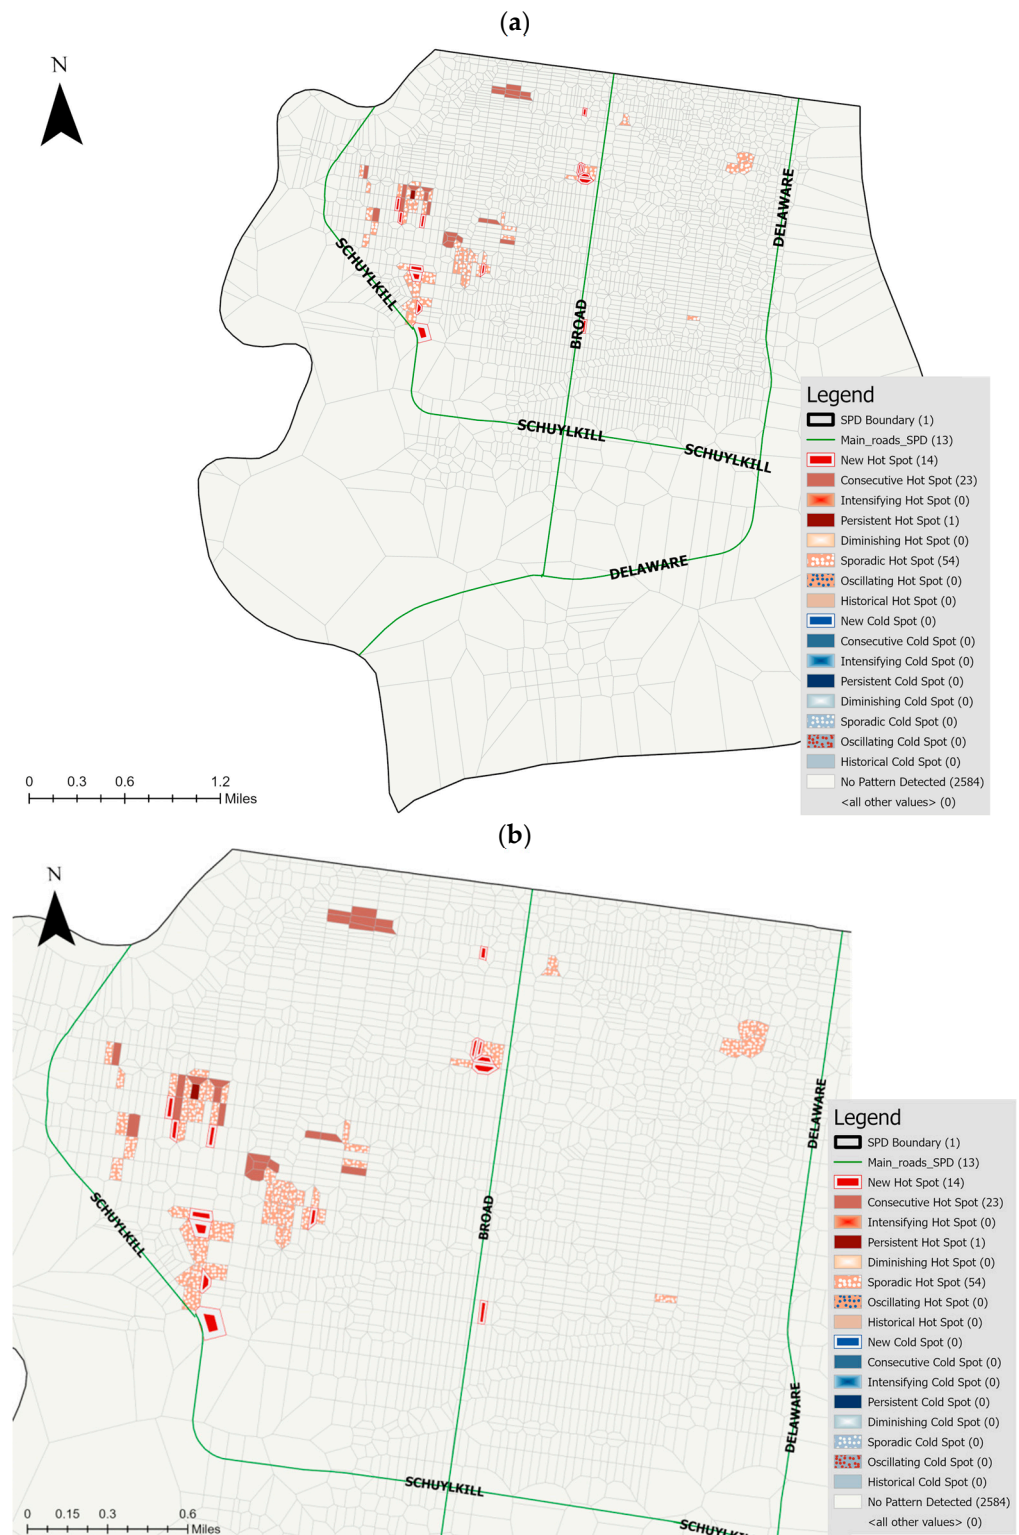 (a)
N
DELAWARE
SCHUYLKILL
BROAD
SCHUYLKILL
SCHUYLKILL
DELAWARE
Legend
SPD Boundary (1)
Main_roads_SPD (13)
New Hot Spot (14)
Consecutive Hot Spot (23)
Intensifying Hot Spot (0)
Persistent Hot Spot (1)
Diminishing Hot Spot (0)
Sporadic Hot Spot (54)
Oscillating Hot Spot (0)
Historical Hot Spot (0)
New Cold Spot (0)
Consecutive Cold Spot (0)
Intensifying Cold Spot (0)
Persistent Cold Spot (0)
Diminishing Cold Spot (0)
Sporadic Cold Spot (0)
Oscillating Cold Spot (0)
Historical Cold Spot (0)
No Pattern Detected (2584)
<all other values> (0)
0 0.3 0.6 1.2
Miles
(b)
N
DELAWARE
SCHUYLKILL
BROAD
DELAWARE
SCHUYLKILL
SCHUYLKI
Legend
SPD Boundary (1)
Main_roads_SPD (13)
New Hot Spot (14)
Consecutive Hot Spot (23)
Intensifying Hot Spot (0)
Persistent Hot Spot (1)
Diminishing Hot Spot (0)
Sporadic Hot Spot (54)
Oscillating Hot Spot (0)
Historical Hot Spot (0)
New Cold Spot (0)
Consecutive Cold Spot (0)
Intensifying Cold Spot (0)
Persistent Cold Spot (0)
Diminishing Cold Spot (0)
Sporadic Cold Spot (0)
Oscillating Cold Spot (0)
Historical Cold Spot (0)
No Pattern Detected (2584)
<all other values> (0)
0 0.15 0.3 0.6
Miles